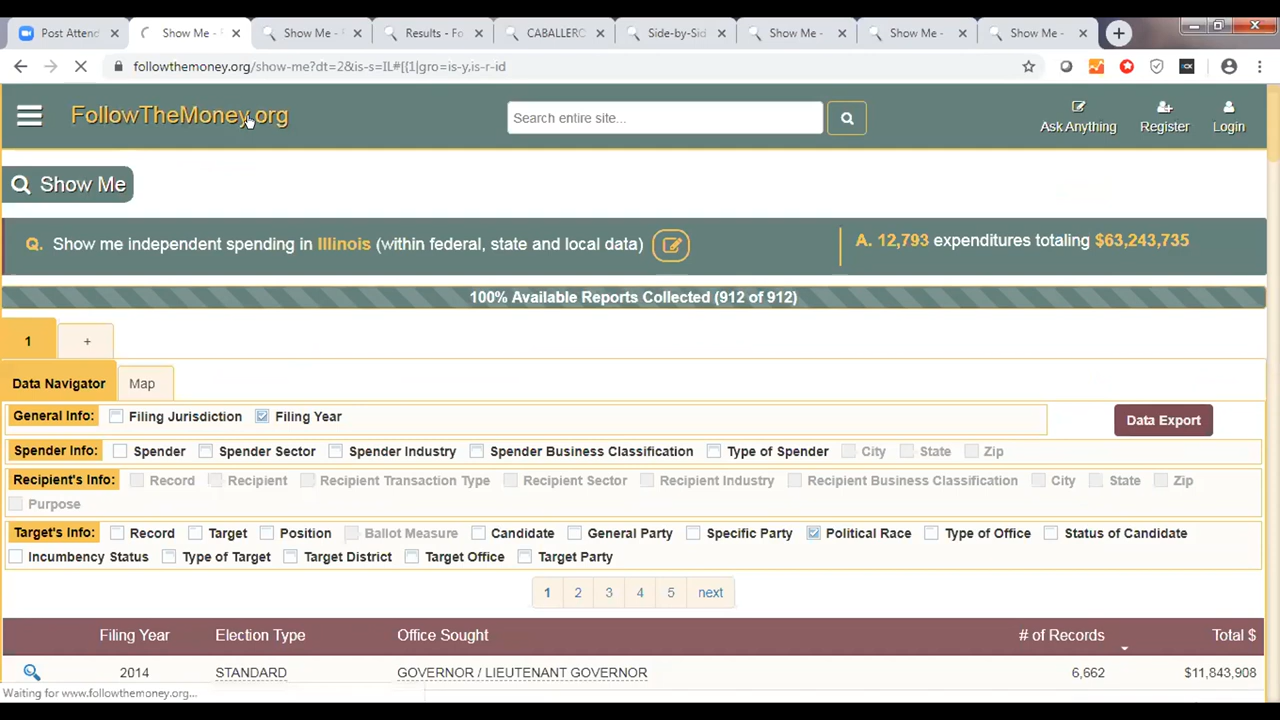 Post Attend
Show Me -
Show Me -
Results - Fo
CABALLERO
Side-by-Sid
Show Me -
Show Me -
Show Me -
followthemoney.org/show-me?dt=2&is-s=IL#[{1|gro=is-y,is-r-id
FollowTheMoney.org
Search entire site...
Ask Anything
Register
Login
Show Me
Q. Show me independent spending in Illinois (within federal, state and local data)
A. 12,793 expenditures totaling $63,243,735
100% Available Reports Collected (912 of 912)
1
+
Data Navigator
Map
General Info: Filing Jurisdiction Filing Year
Data Export
Spender Info: Spender Spender Sector Spender Industry Spender Business Classification Type of Spender City State Zip
Recipient's Info: Record Recipient Recipient Transaction Type Recipient Sector Recipient Industry Recipient Business Classification City State Zip
Purpose
Target's Info: Record Target Position Ballot Measure Candidate General Party Specific Party Political Race Type of Office Status of Candidate
Incumbency Status Type of Target Target District Target Office Target Party
1 2 3 4 5 next
Filing Year Election Type Office Sought # of Records Total $
2014 STANDARD GOVERNOR / LIEUTENANT GOVERNOR 6,662 $11,843,908
Waiting for www.followthemoney.org...